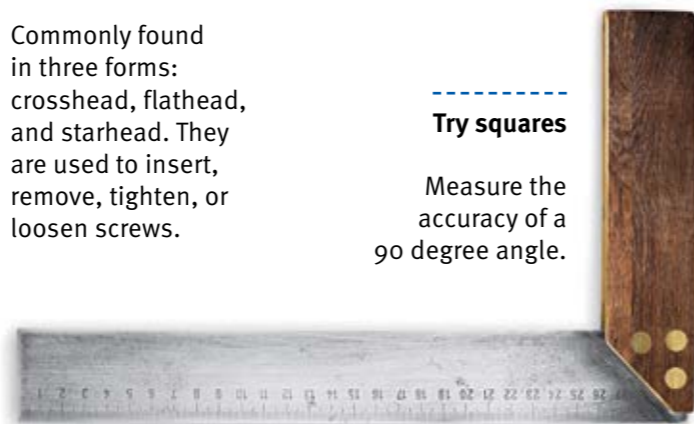 Commonly found
in three forms:
crosshead, flathead,
and starhead. They
are used to insert,
remove, tighten, or
loosen screws.
Try squares
Measure the
accuracy of a
90 degree angle.